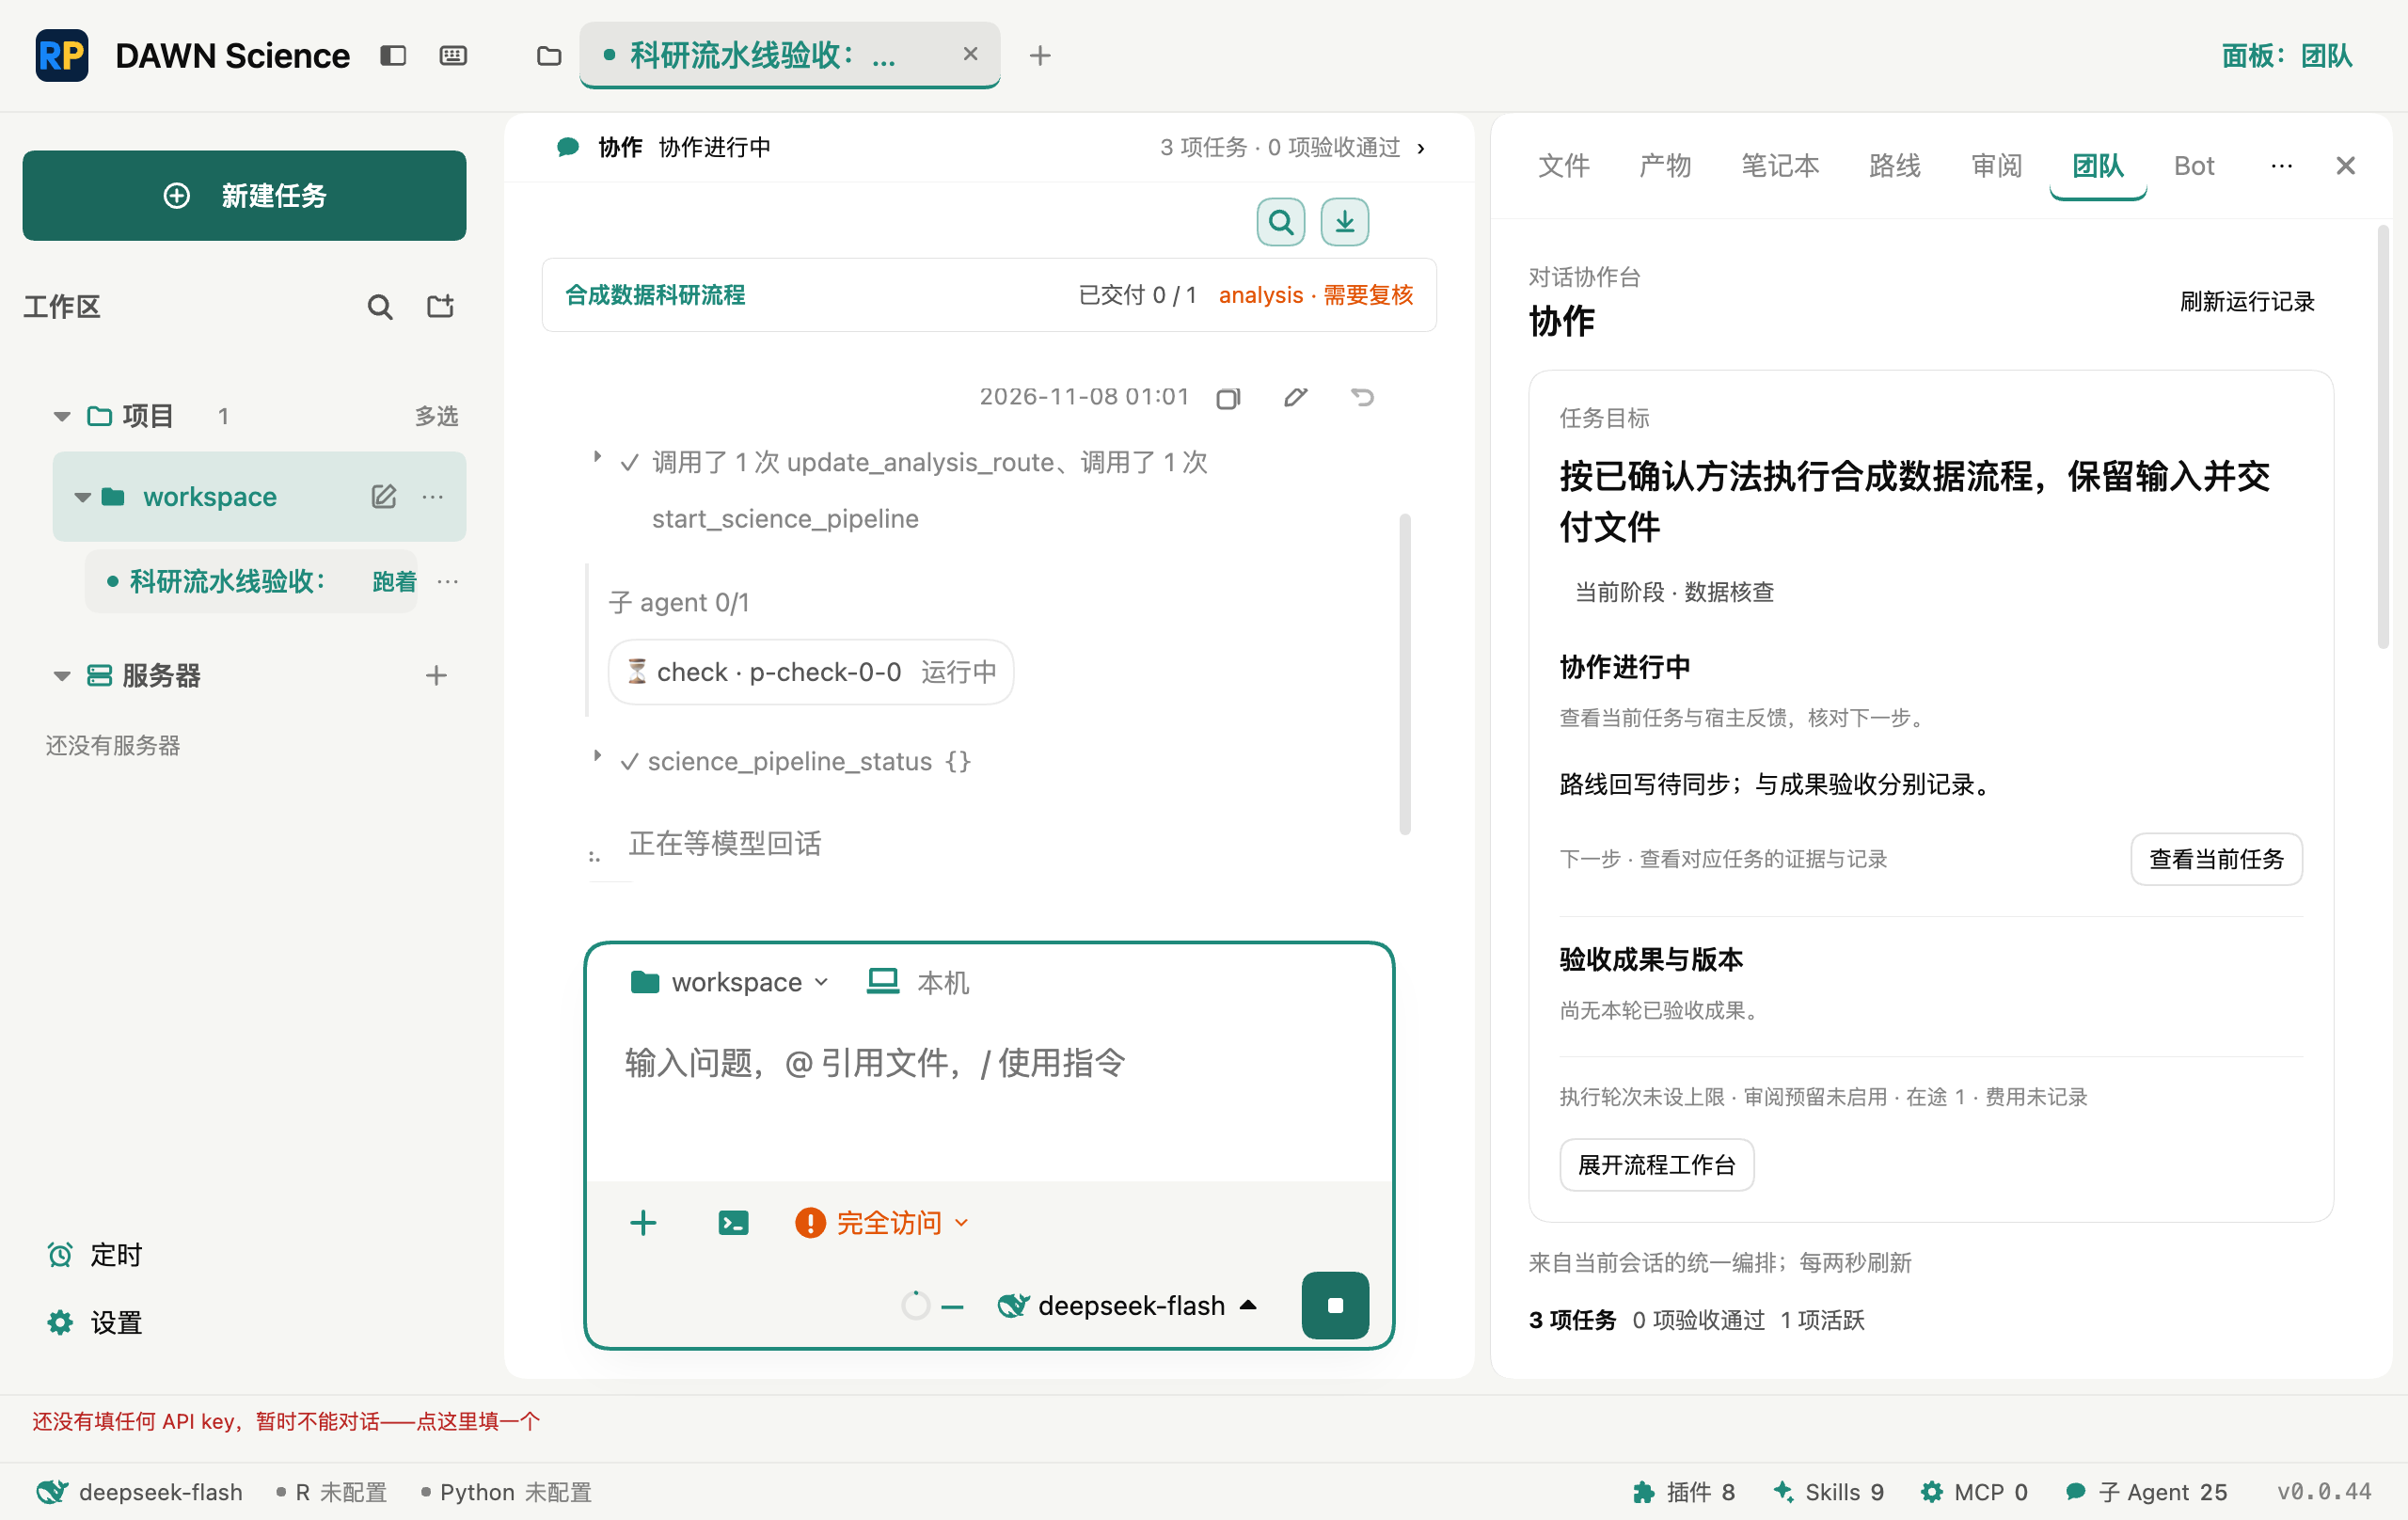 RP DAWN Science
科研流水线验收：...
面板：团队
新建任务
工作区
项目 1 多选
workspace
科研流水线验收： 跑着
服务器
还没有服务器
定时
设置
协作 协作进行中 3 项任务 · 0 项验收通过 ›
合成数据科研流程 已交付 0 / 1 analysis · 需要复核
2026-11-08 01:01
调用了 1 次 update_analysis_route、调用了 1 次
start_science_pipeline
子 agent 0/1
check · p-check-0-0 运行中
science_pipeline_status {}
正在等模型回话
workspace 本机
输入问题，@ 引用文件，/ 使用指令
完全访问
deepseek-flash
文件 产物 笔记本 路线 审阅 团队 Bot ···
对话协作台
协作
刷新运行记录
任务目标
按已确认方法执行合成数据流程，保留输入并交
付文件
当前阶段 · 数据核查
协作进行中
查看当前任务与宿主反馈，核对下一步。
路线回写待同步；与成果验收分别记录。
下一步 · 查看对应任务的证据与记录 查看当前任务
验收成果与版本
尚无本轮已验收成果。
执行轮次未设上限 · 审阅预留未启用 · 在途 1 · 费用未记录
展开流程工作台
来自当前会话的统一编排；每两秒刷新
3 项任务 0 项验收通过 1 项活跃
还没有填任何 API key，暂时不能对话——点这里填一个
deepseek-flash R 未配置 Python 未配置 插件 8 Skills 9 MCP 0 子 Agent 25 v0.0.44